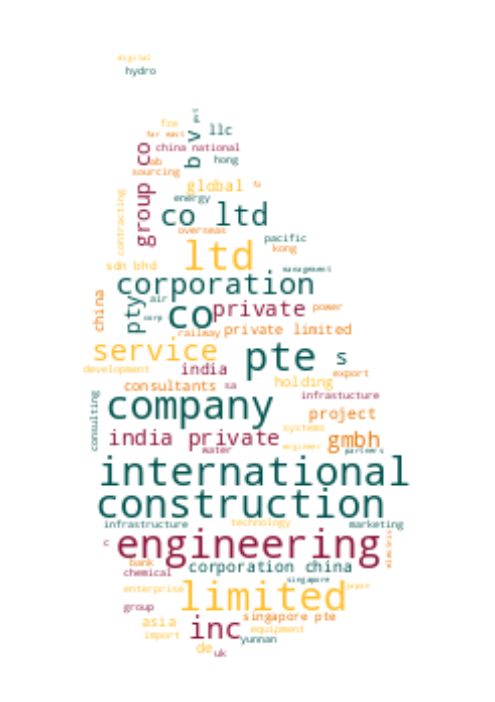 digital
hydro
fze
llc
far east
b v
china national
co
ab
hong
sourcing
global
energy
group co
co ltd
contracting
overseas
pacific
kong
ltd
sdn bhd
management
corporation
air
china
pty
co
private
power
corp
railway
private limited
service
pte
s
development
india
export
consultants
sa
holding
infrastucture
company
consulting
project
systems
india private
gmbh
engineer
water
partners
international
construction
infrastructure
technology
marketing
c
engineering
bank
corporation china
chemical
singapore
enterprise
limited
japan
group
singapore pte
asia
inc
equipment
import
yunnan
de
uk